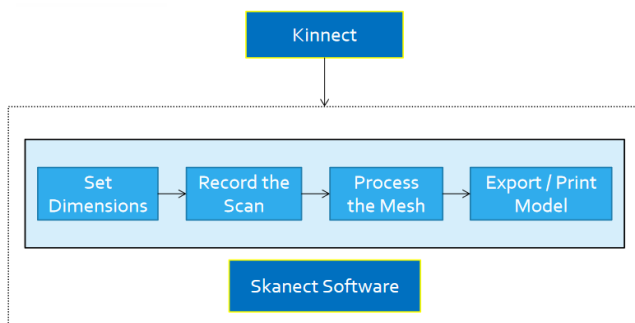 Kinnect
Set
Dimensions
Record the
Scan
Process
the Mesh
Export / Print
Model
Skanect Software